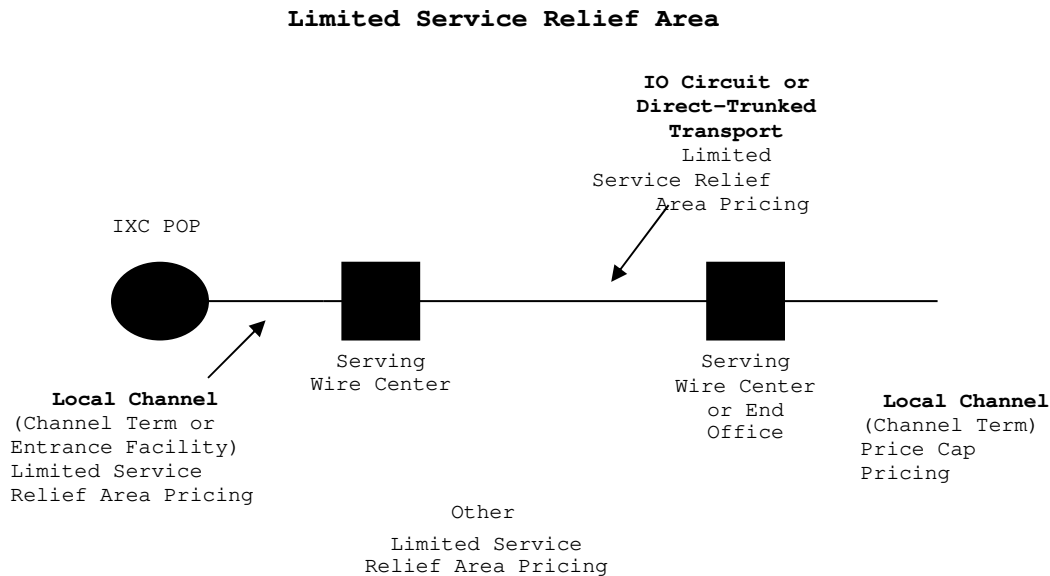 Limited Service Relief Area
IO Circuit or
Direct-Trunked
Transport
Limited
Service Relief
Area Pricing
IXC POP
Serving
Wire Center
Serving
Wire Center
or End
Office
Local Channel
(Channel Term or
Entrance Facility)
Limited Service
Relief Area Pricing
Local Channel
(Channel Term)
Price Cap
Pricing
Other
Limited Service
Relief Area Pricing